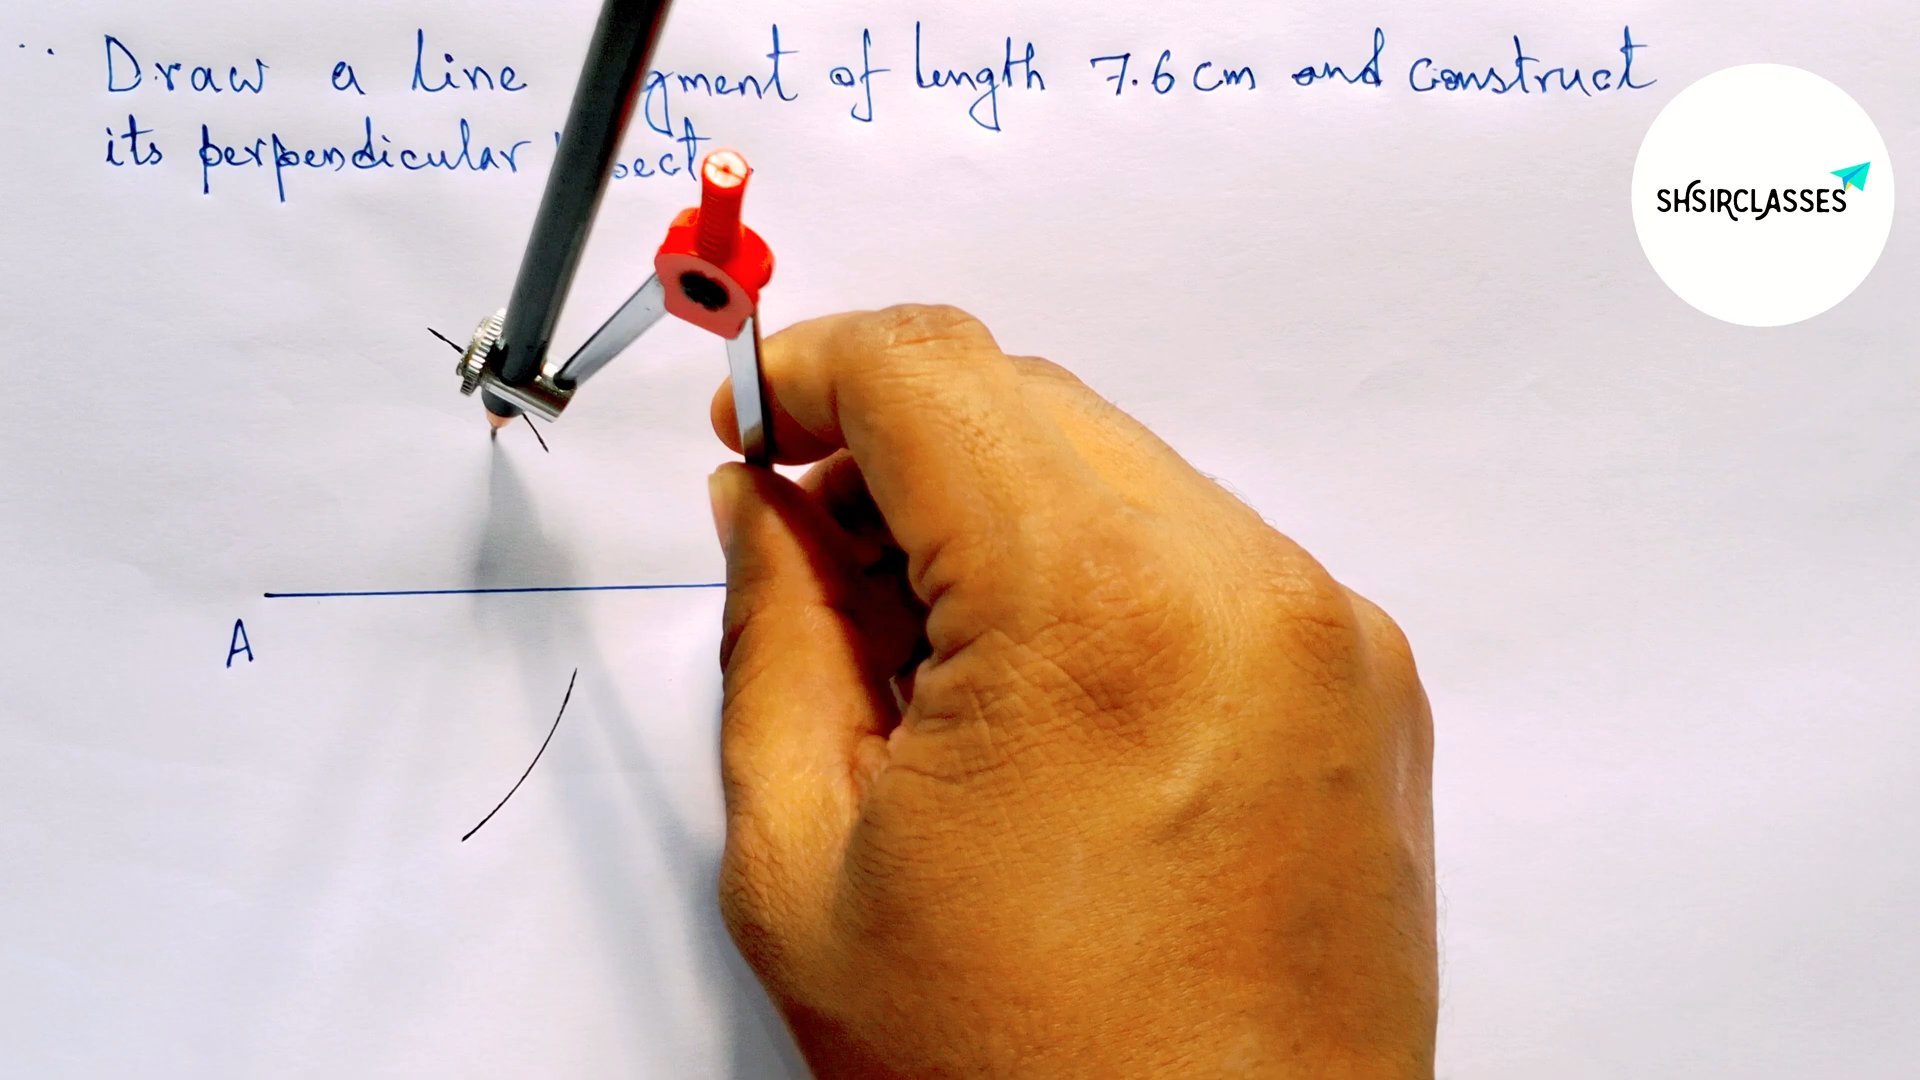 Draw a line gment of length 7.6 cm and construct
its perpendicular sect
SHSIRCLASSES
A